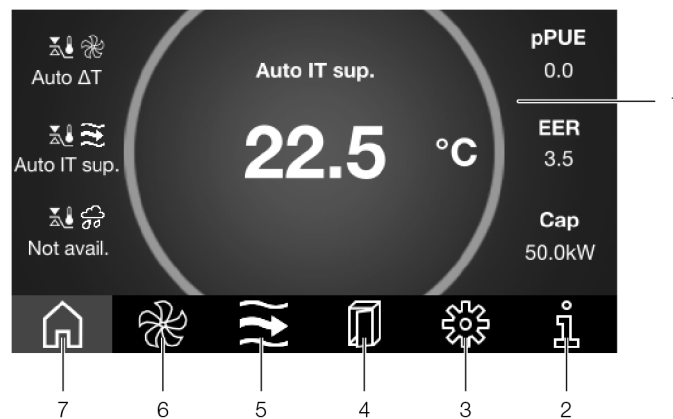 Auto ΔT
Auto IT sup.
Not avail.
Auto IT sup.
22.5 °C
pPUE
0.0
EER
3.5
Cap
50.0kW
7 6 5 4 3 2